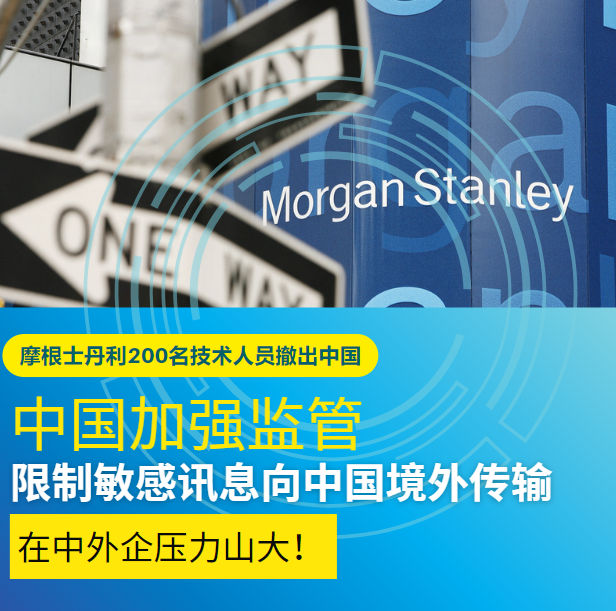 WAY
ONE
WAY
Morgan Stanley
摩根士丹利200名技术人员撤出中国
中国加强监管
限制敏感讯息向中国境外传输
在中外企压力山大！